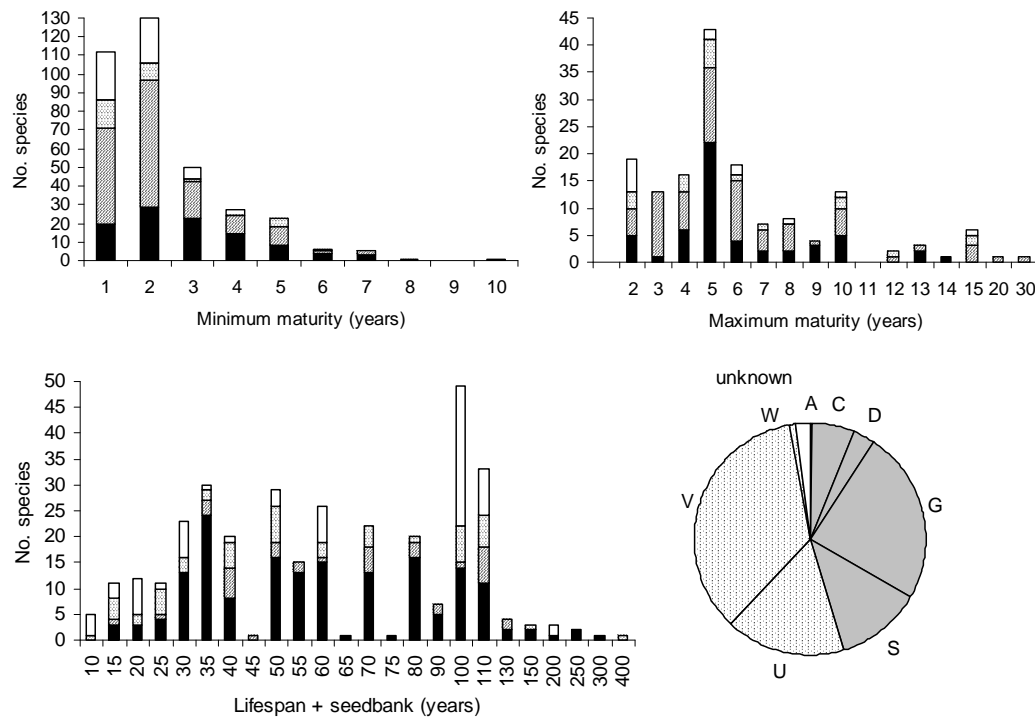 No. species
130
120
110
100
90
80
70
60
50
40
30
20
10
0
1 2 3 4 5 6 7 8 9 10
Minimum maturity (years)
No. species
45
40
35
30
25
20
15
10
5
0
2 3 4 5 6 7 8 9 10 11 12 13 14 15 20 30
Maximum maturity (years)
No. species
50
45
40
35
30
25
20
15
10
5
0
10 15 20 25 30 35 40 45 50 55 60 65 70 75 80 90 100 110 130 150 200 250 300 400
Lifespan + seedbank (years)
unknown
A
C
D
G
S
U
V
W